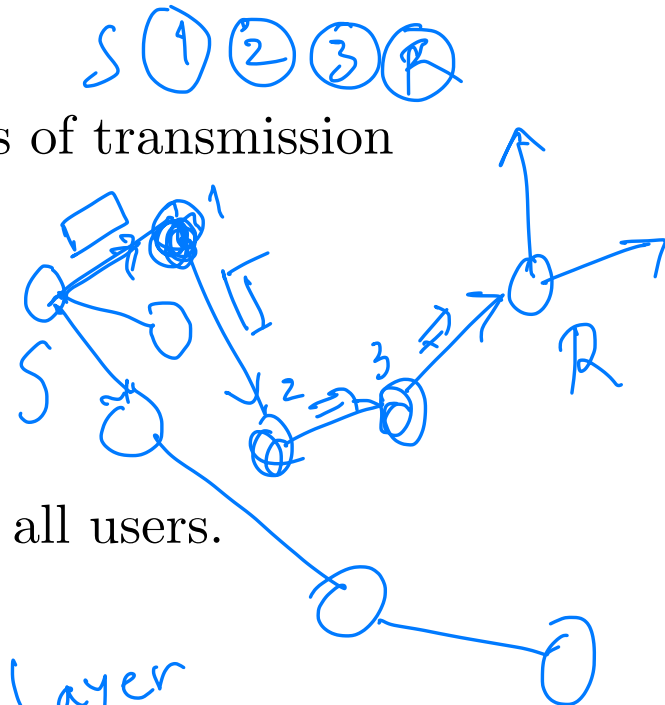 S 1 2 3 R
s of transmission
1
S
2
3
R
all users.
Layer